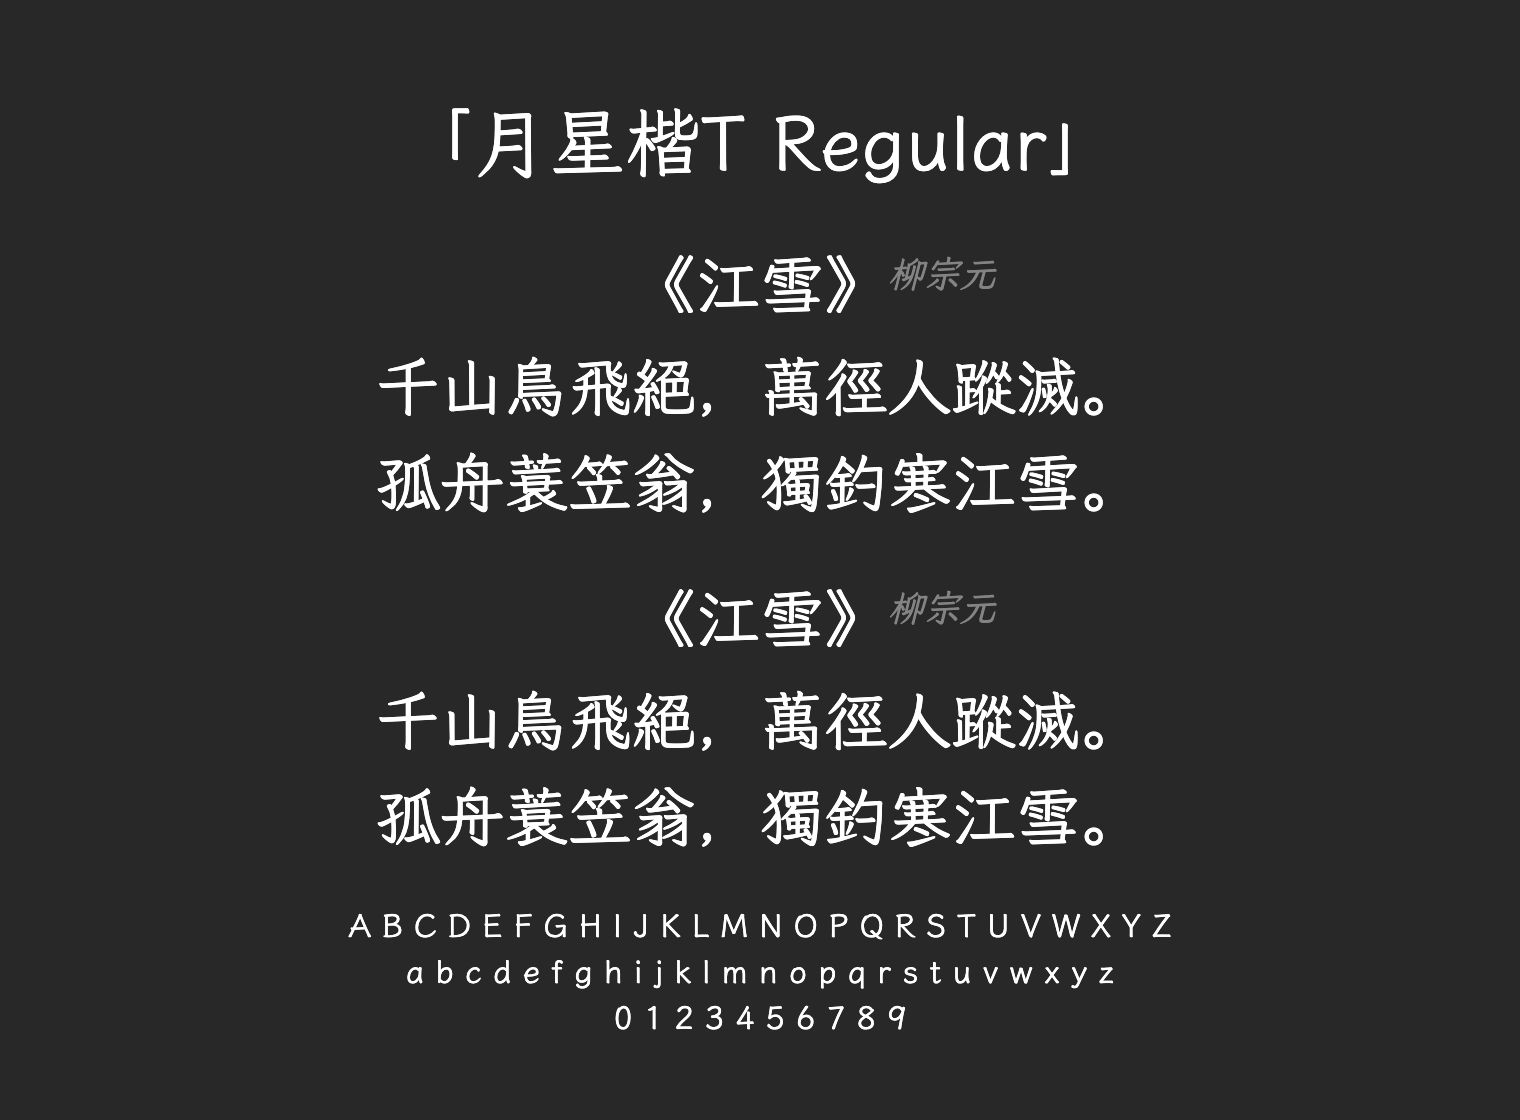 「月星楷T Regular」
《江雪》 柳宗元
千山鳥飛絕，萬徑人蹤滅。
孤舟蓑笠翁，獨釣寒江雪。
《江雪》 柳宗元
千山鳥飛絕，萬徑人蹤滅。
孤舟蓑笠翁，獨釣寒江雪。
A B C D E F G H I J K L M N O P Q R S T U V W X Y Z
a b c d e f g h i j k l m n o p q r s t u v w x y z
0 1 2 3 4 5 6 7 8 9